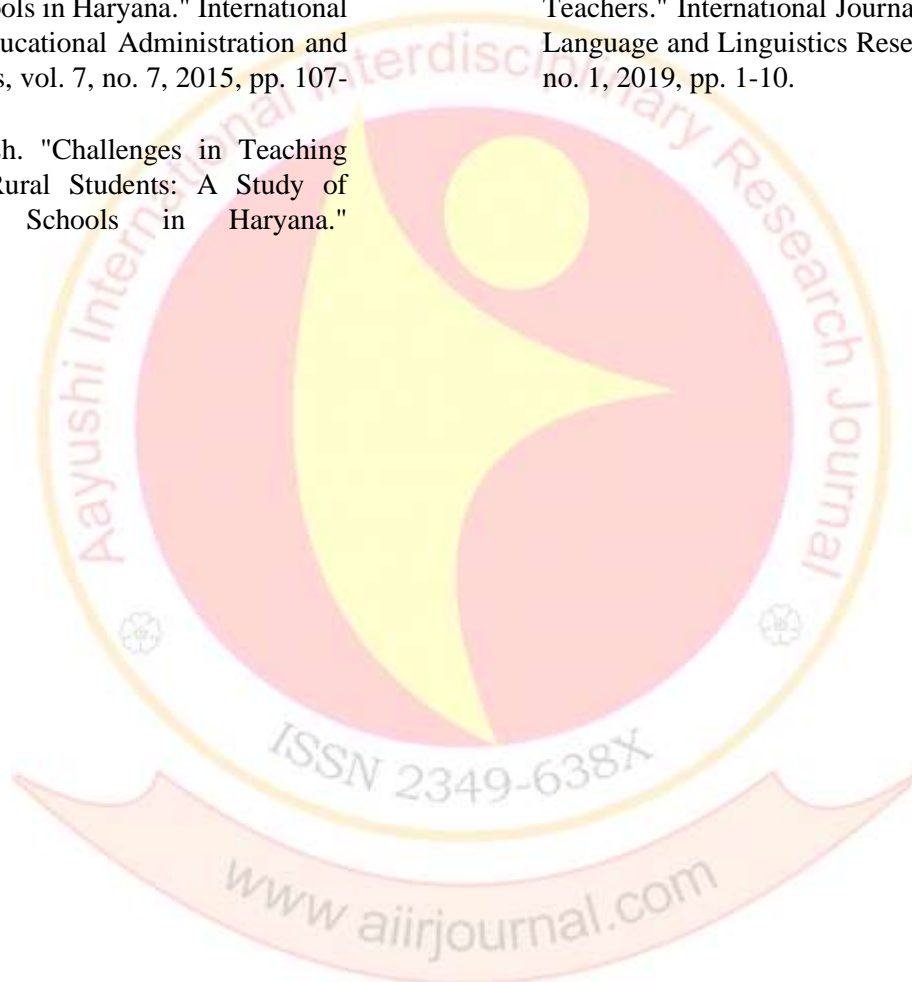 ols in Haryana." International
ucational Administration and
s, vol. 7, no. 7, 2015, pp. 107-
h. "Challenges in Teaching
Rural Students: A Study of
Schools in Haryana."
Teachers." International Journa
Language and Linguistics Rese
no. 1, 2019, pp. 1-10.
Aayushi International Interdisciplinary Research Journal
ISSN 2349-638X
www aiirjournal.com